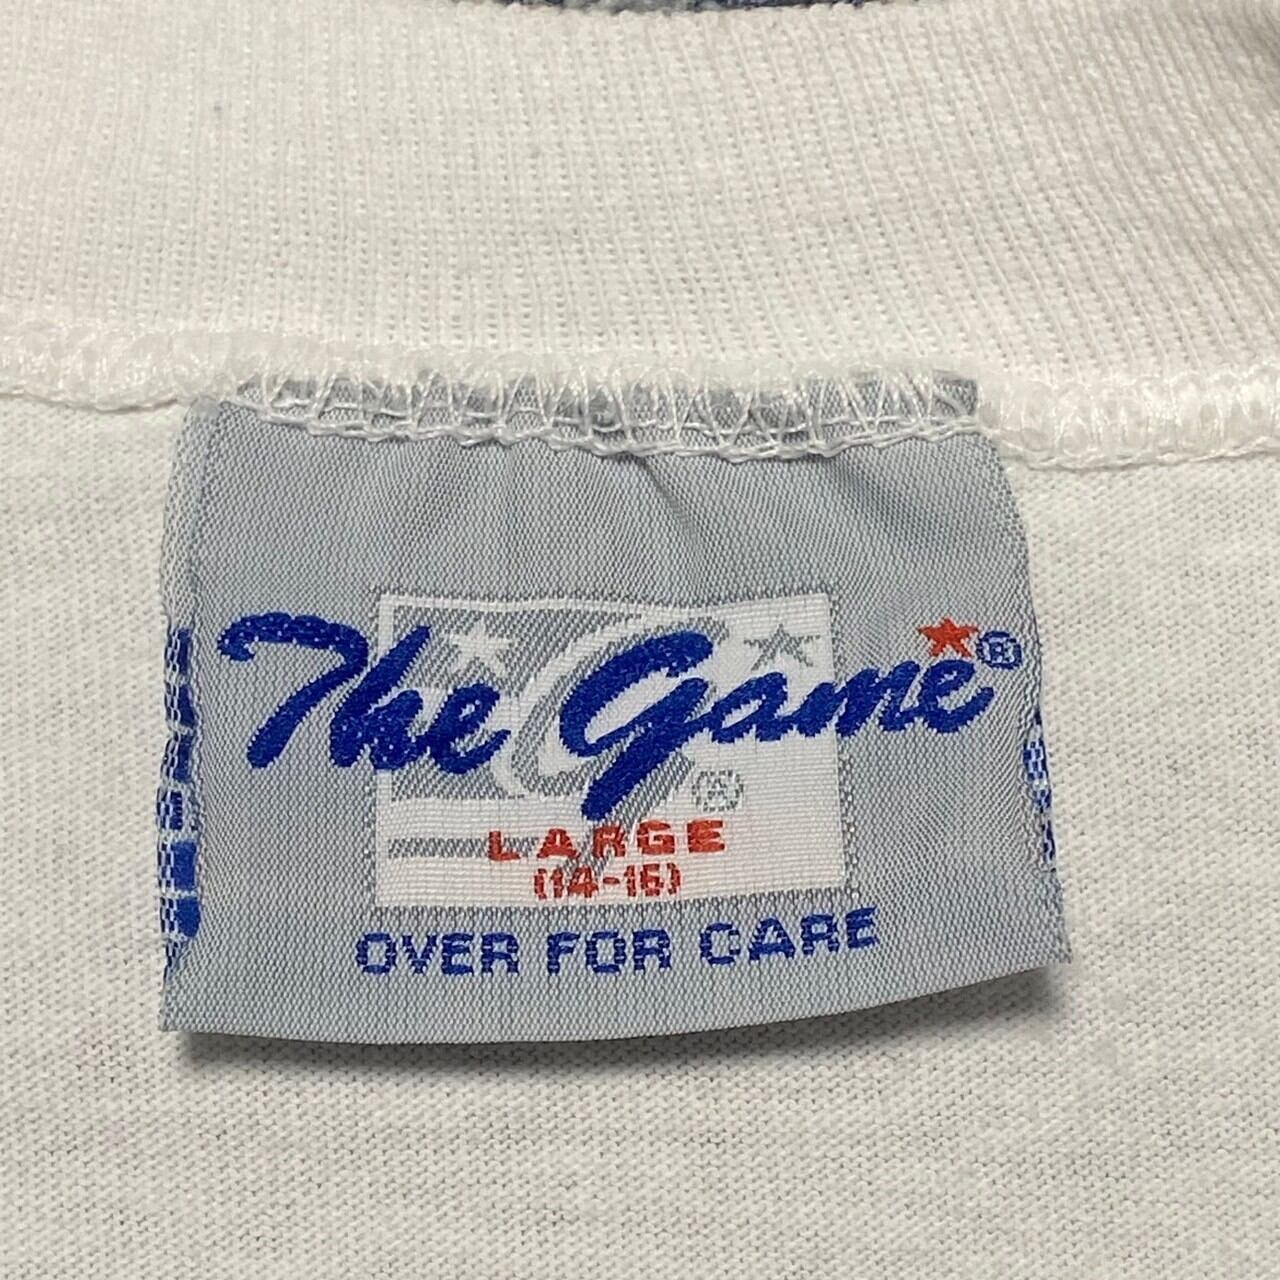 The Game®
®
LARGE
(14-16)
OVER FOR CARE